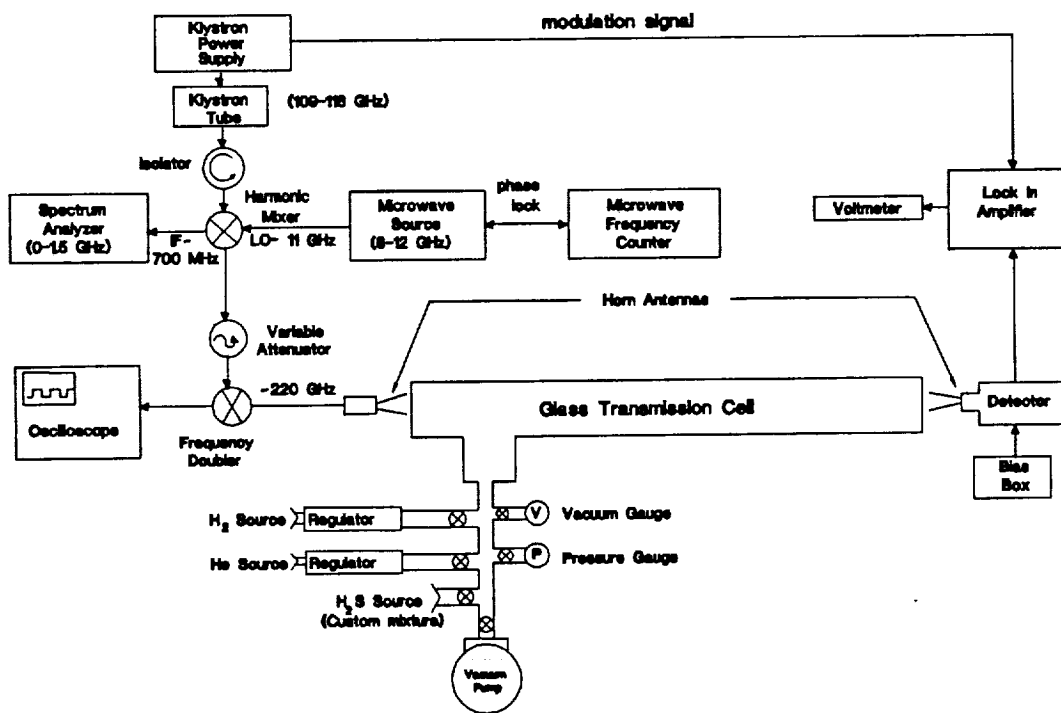 modulation signal
Klystron
Power
Supply
Klystron
Tube
(109-118 GHz)
Isolator
Harmonic
Mixer
Spectrum
Analyzer
(0-1.5 GHz)
IF-
700 MHz
LO- 11 GHz
Microwave
Source
(8-12 GHz)
phase
lock
Microwave
Frequency
Counter
Voltmeter
Lock In
Amplifier
Horn Antennas
Variable
Attenuator
~220 GHz
Oscilloscope
Frequency
Doubler
Glass Transmission Cell
Detector
Bias
Box
H2 Source
Regulator
V
Vacuum Gauge
He Source
Regulator
P
Pressure Gauge
H2S Source
(Custom mixture)
Vacuum
Pump